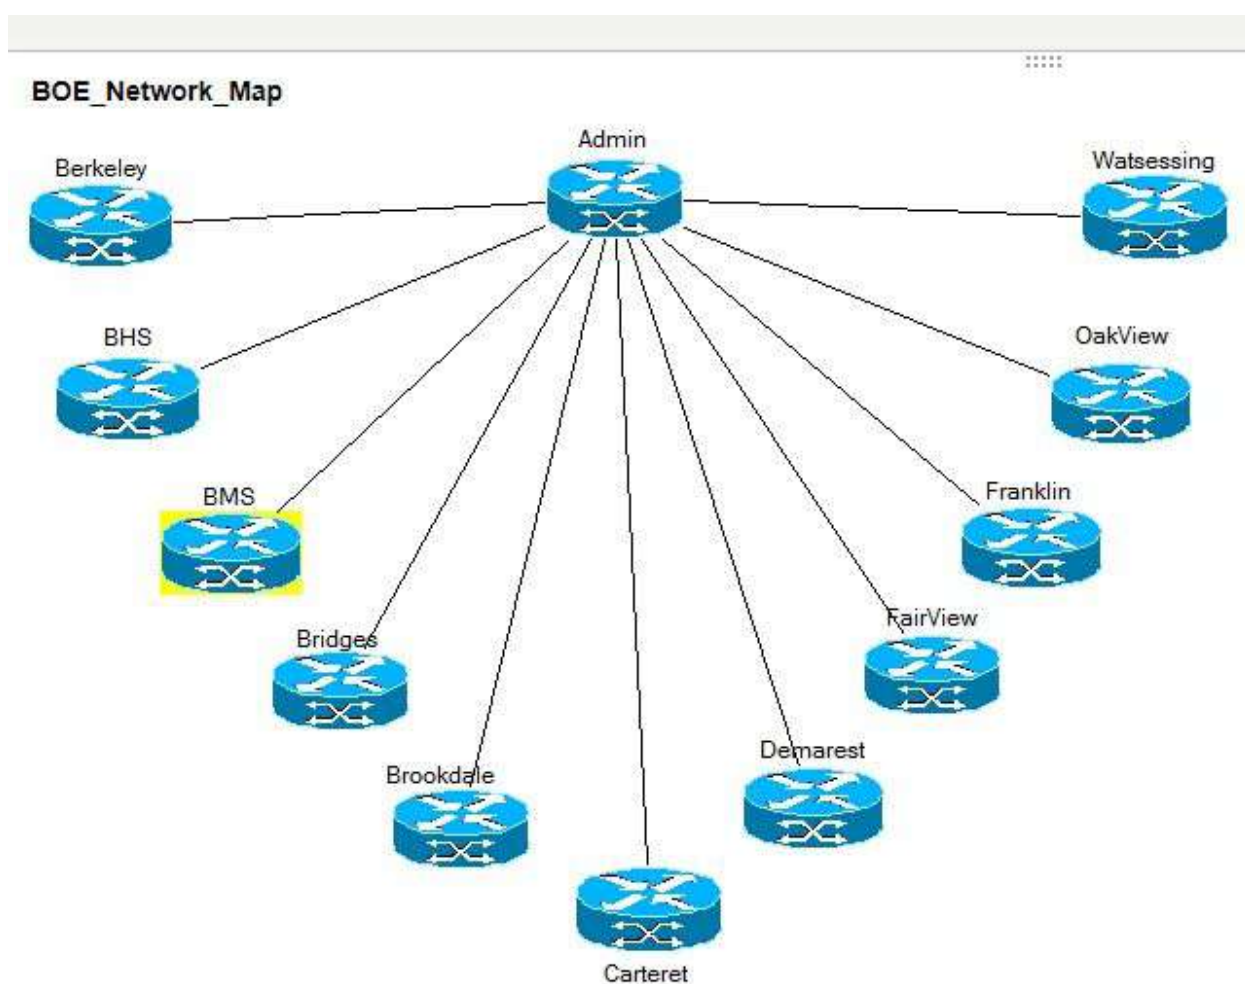 BOE_Network_Map
Admin
Berkeley
Watsessing
BHS
OakView
BMS
Franklin
FairView
Bridges
Demarest
Brookdale
Carteret